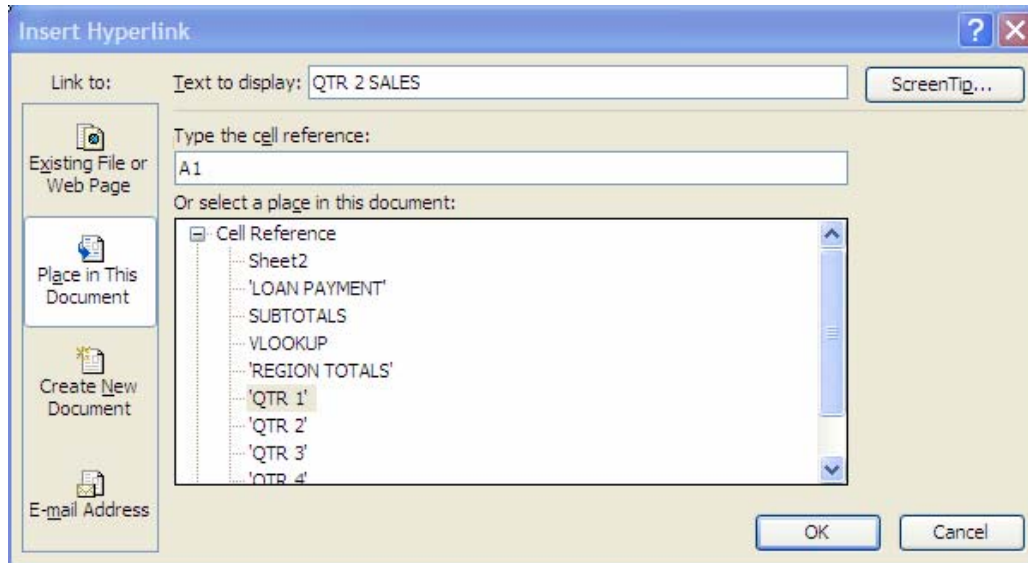 Insert Hyperlink
?
Link to:
Text to display: QTR 2 SALES
ScreenTip...
Existing File or
Web Page
Type the cell reference:
A1
Or select a place in this document:
Place in This
Document
Cell Reference
Sheet2
'LOAN PAYMENT'
SUBTOTALS
VLOOKUP
'REGION TOTALS'
'QTR 1'
'QTR 2'
'QTR 3'
'QTR 4'
Create New
Document
E-mail Address
OK
Cancel